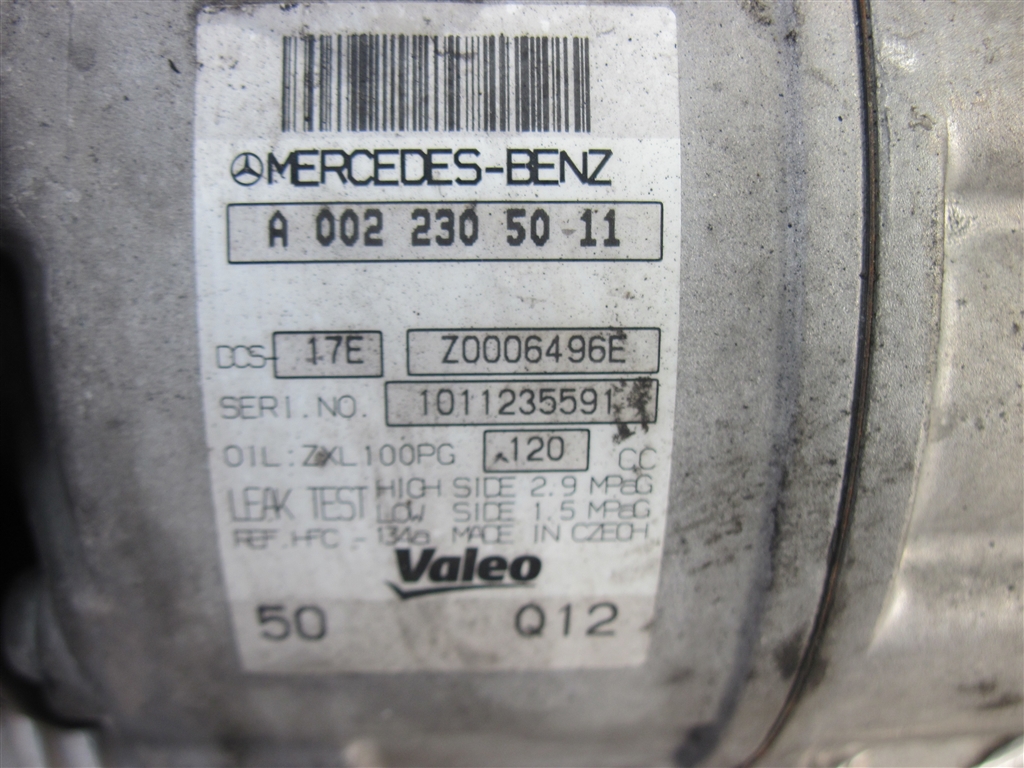 MERCEDES-BENZ
A 002 230 50 11
DCS- 17E Z0006496E
SERI.NO. 1011235591
OIL:ZXL100PG 120 CC
LEAK TEST HIGH SIDE 2.9 MPaG
LOW SIDE 1.5 MPaG
REF.HFC-134a MADE IN CZECH
Valeo
50 Q12